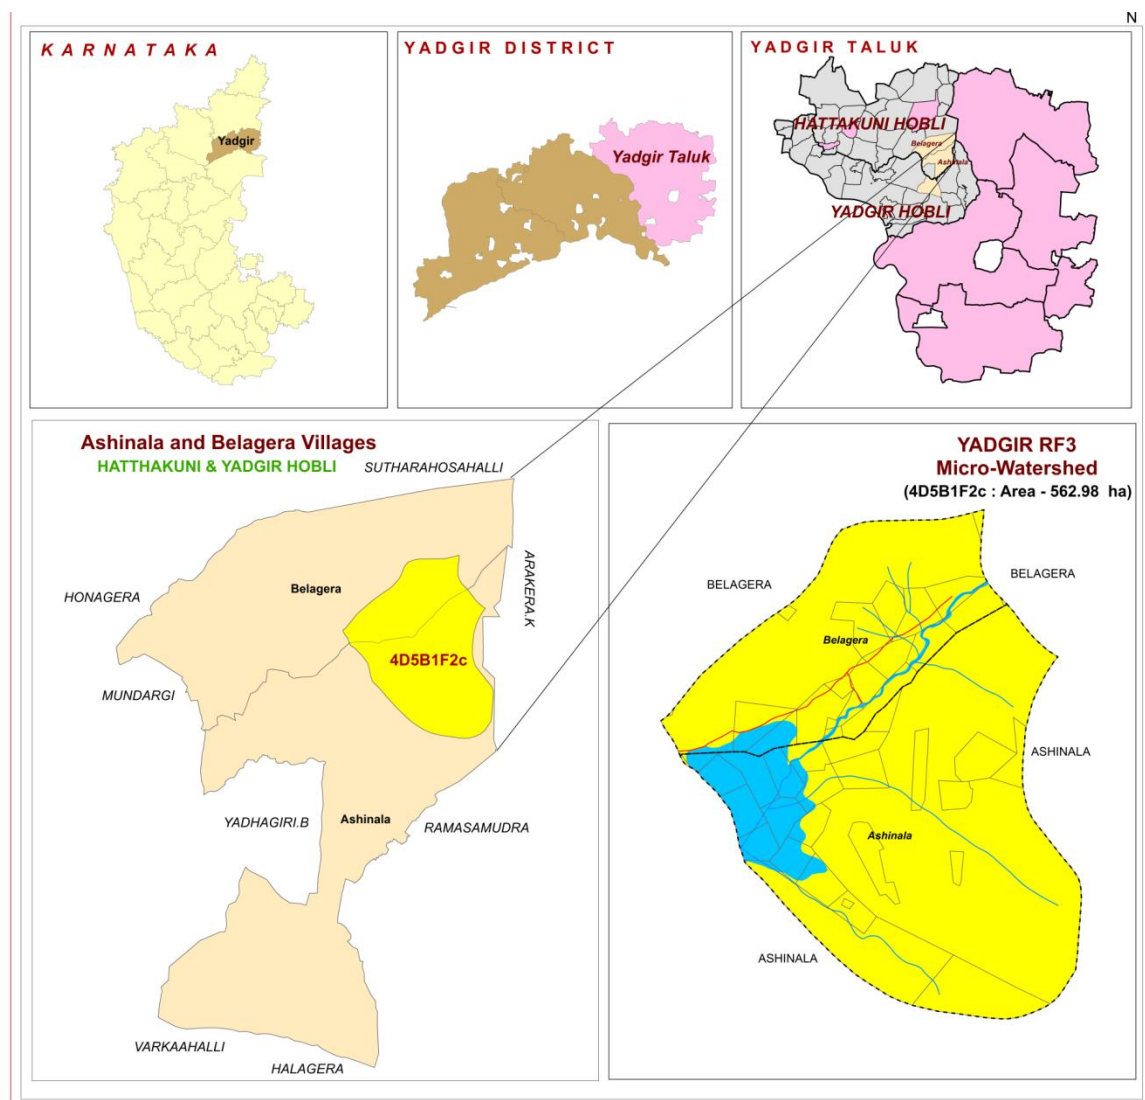 N
KARNATAKA
Yadgir
YADGIR DISTRICT
Yadgir Taluk
YADGIR TALUK
HATTAKUNI HOBLI
Belagera
Ashinala
YADGIR HOBLI
Ashinala and Belagera Villages
HATTHAKUNI & YADGIR HOBLI
SUTHARAHOSAHALLI
ARAKERA.K
Belagera
HONAGERA
4D5B1F2c
MUNDARGI
YADHAGIRI.B
Ashinala
RAMASAMUDRA
VARKAAHALLI
HALAGERA
YADGIR RF3
Micro-Watershed
(4D5B1F2c : Area - 562.98 ha)
BELAGERA
BELAGERA
Belagera
ASHINALA
Ashinala
ASHINALA